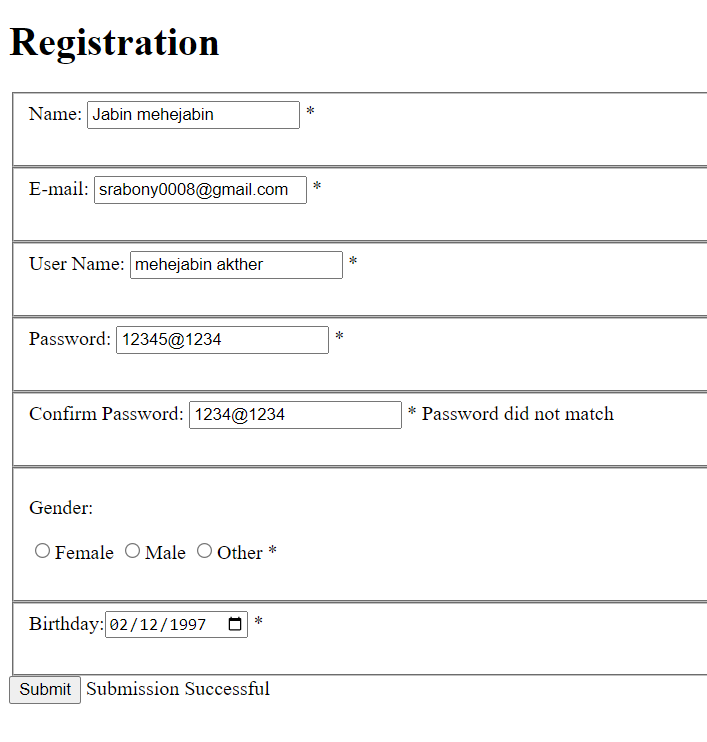 Registration
Name: Jabin mehejabin *
E-mail: srabony0008@gmail.com *
User Name: mehejabin akther *
Password: 12345@1234 *
Confirm Password: 1234@1234 * Password did not match
Gender:
Female Male Other *
Birthday: 02/12/1997 *
Submit Submission Successful